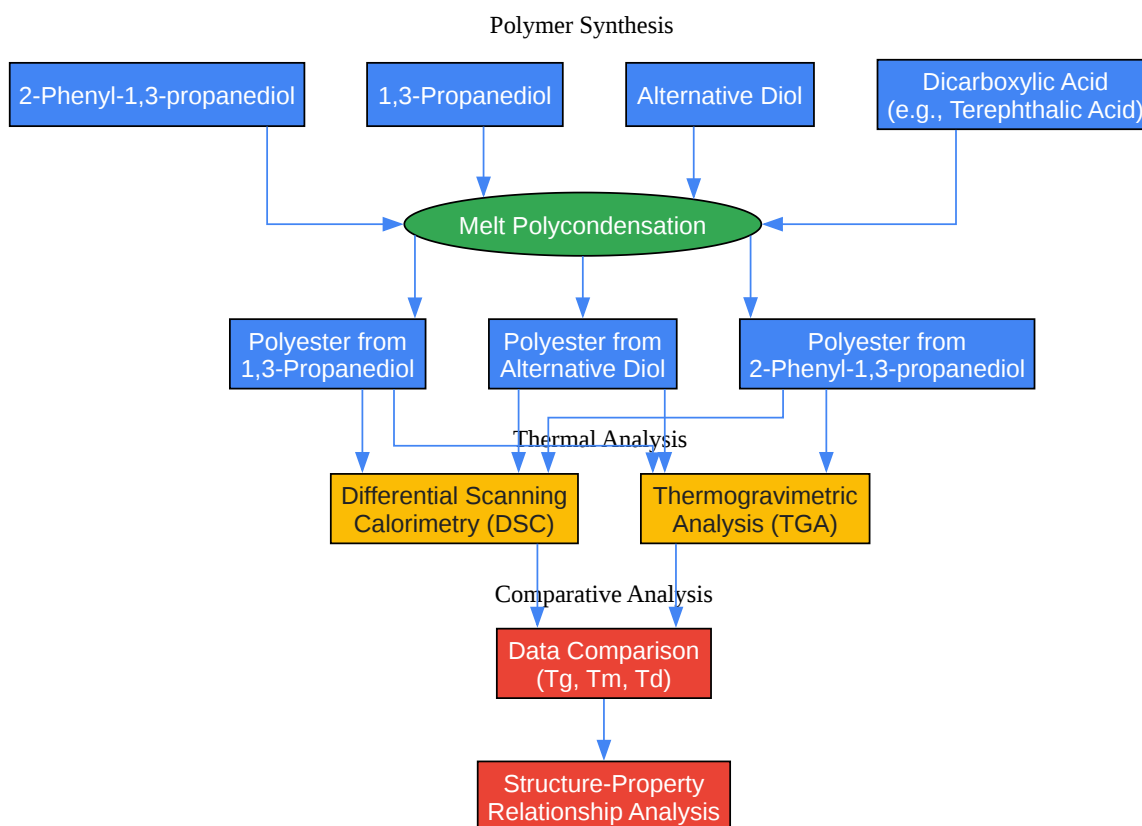 Polymer Synthesis
2-Phenyl-1,3-propanediol
1,3-Propanediol
Alternative Diol
Dicarboxylic Acid
(e.g., Terephthalic Acid)
Melt Polycondensation
Polyester from
1,3-Propanediol
Polyester from
Alternative Diol
Polyester from
2-Phenyl-1,3-propanediol
Thermal Analysis
Differential Scanning
Calorimetry (DSC)
Thermogravimetric
Analysis (TGA)
Comparative Analysis
Data Comparison
(Tg, Tm, Td)
Structure-Property
Relationship Analysis